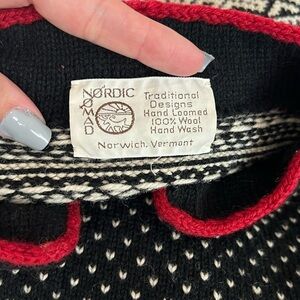 NORDIC
NOMAD
Traditional
Designs
Hand Loomed
100% Wool
Hand Wash
Norwich, Vermont